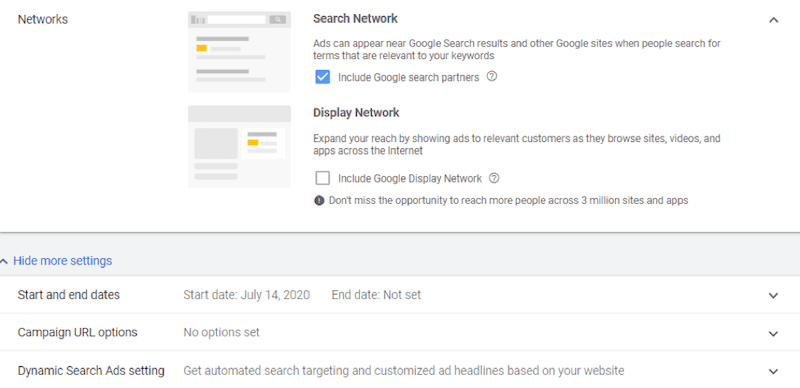 Networks
Search Network
Ads can appear near Google Search results and other Google sites when people search for
terms that are relevant to your keywords
Include Google search partners
Display Network
Expand your reach by showing ads to relevant customers as they browse sites, videos, and
apps across the Internet
Include Google Display Network
Don't miss the opportunity to reach more people across 3 million sites and apps
Hide more settings
Start and end dates Start date: July 14, 2020 End date: Not set
Campaign URL options No options set
Dynamic Search Ads setting Get automated search targeting and customized ad headlines based on your website